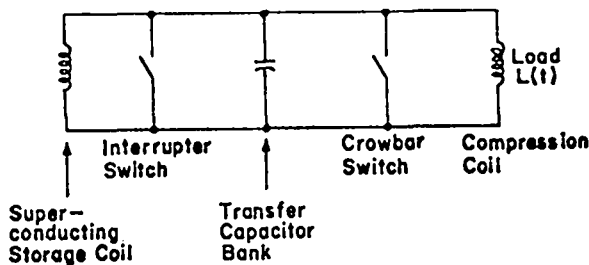 Load
L(t)
Interrupter
Switch
Crowbar
Switch
Compression
Coil
Super-
conducting
Storage Coil
Transfer
Capacitor
Bank